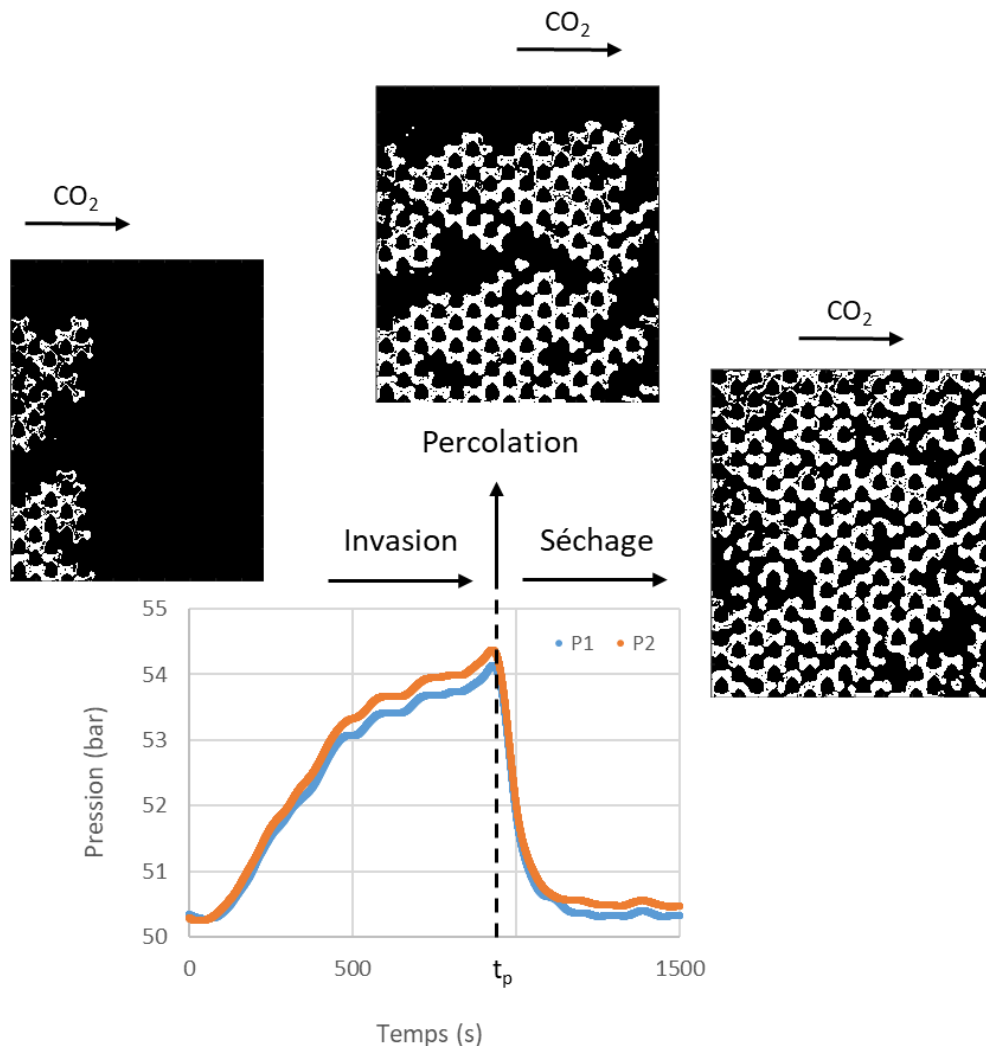 CO₂
CO₂
CO₂
Percolation
Invasion
Séchage
55
54
53
52
51
50
P1
P2
Pression (bar)
0
500
tₚ
1500
Temps (s)